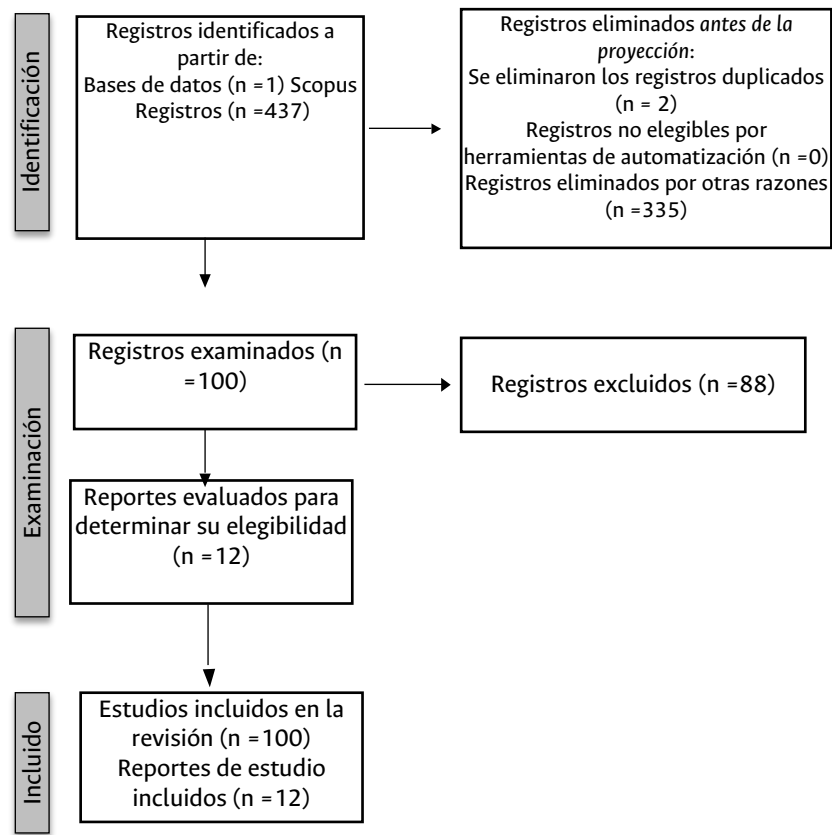 Identificación
Registros identificados a
partir de:
Bases de datos (n =1) Scopus
Registros (n =437)
Registros eliminados antes de la
proyección:
Se eliminaron los registros duplicados
(n = 2)
Registros no elegibles por
herramientas de automatización (n =0)
Registros eliminados por otras razones
(n =335)
Examinación
Registros examinados (n
=100)
Registros excluidos (n =88)
Reportes evaluados para
determinar su elegibilidad
(n =12)
Incluido
Estudios incluidos en la
revisión (n =100)
Reportes de estudio
incluidos (n =12)